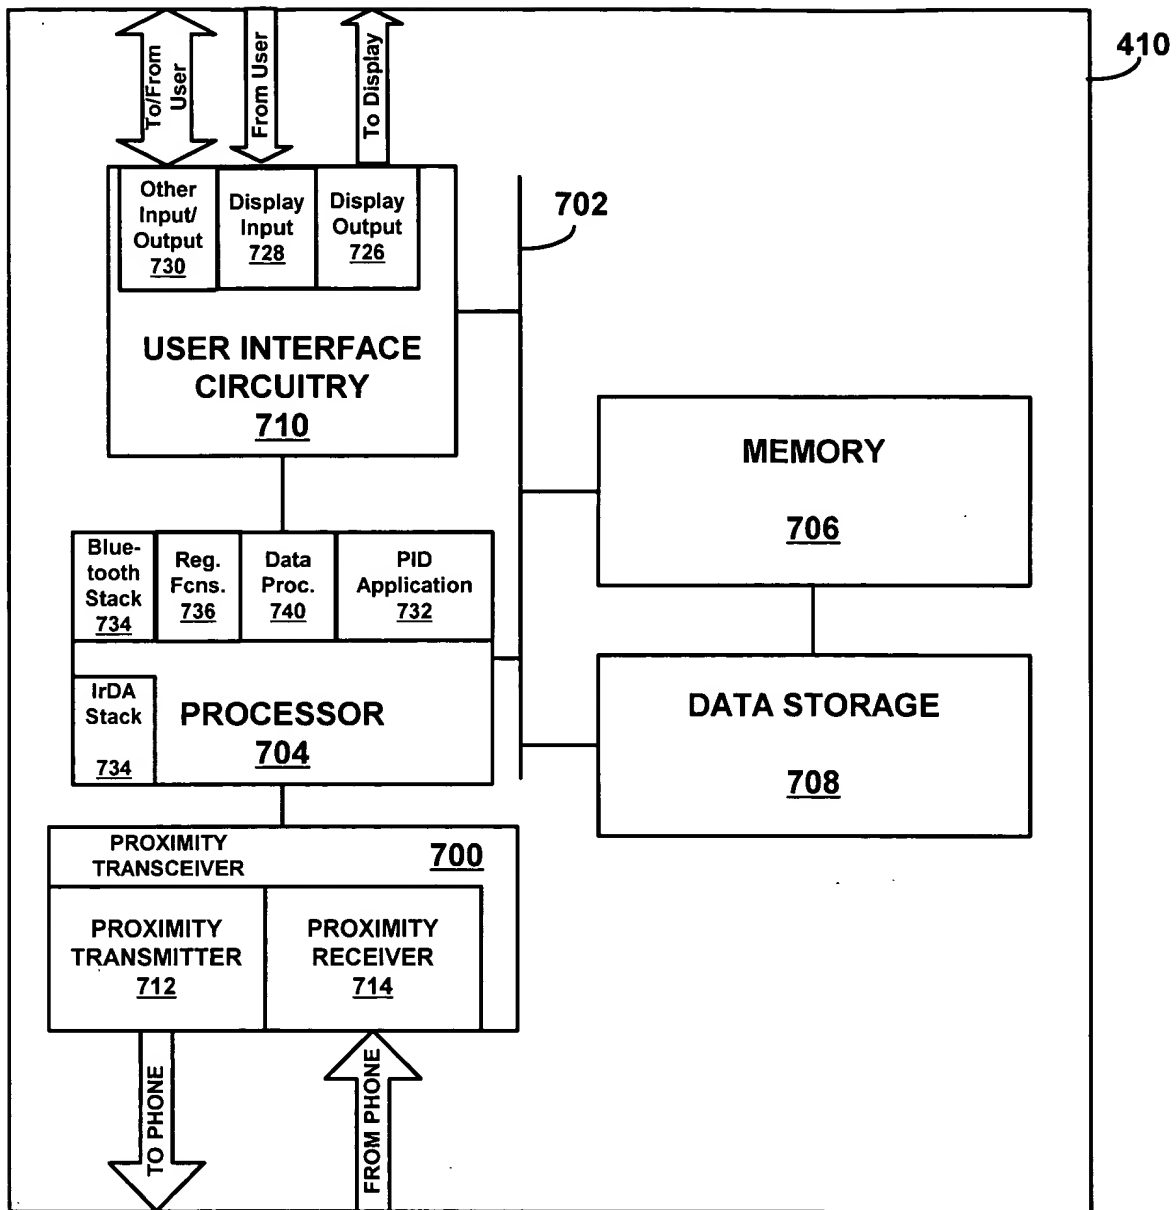 410
To/From
User
From User
To Display
702
Other
Input/
Output
730
Display
Input
728
Display
Output
726
USER INTERFACE
CIRCUITRY
710
MEMORY
706
Blue-
tooth
Stack
734
Reg.
Fcns.
736
Data
Proc.
740
PID
Application
732
IrDA
Stack
734
PROCESSOR
704
DATA STORAGE
708
PROXIMITY
TRANSCEIVER
700
PROXIMITY
TRANSMITTER
712
PROXIMITY
RECEIVER
714
TO PHONE
FROM PHONE